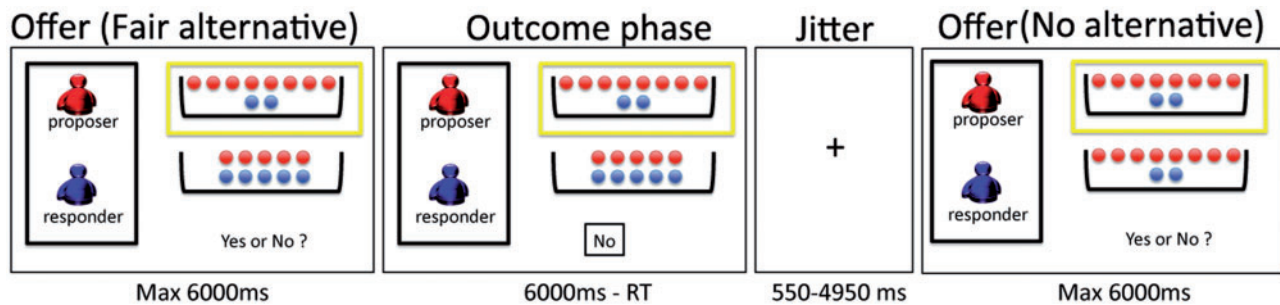 Offer (Fair alternative)
proposer
responder
Yes or No ?
Max 6000ms
Outcome phase
proposer
responder
No
6000ms - RT
Jitter
+
550-4950 ms
Offer(No alternative)
proposer
responder
Yes or No ?
Max 6000ms